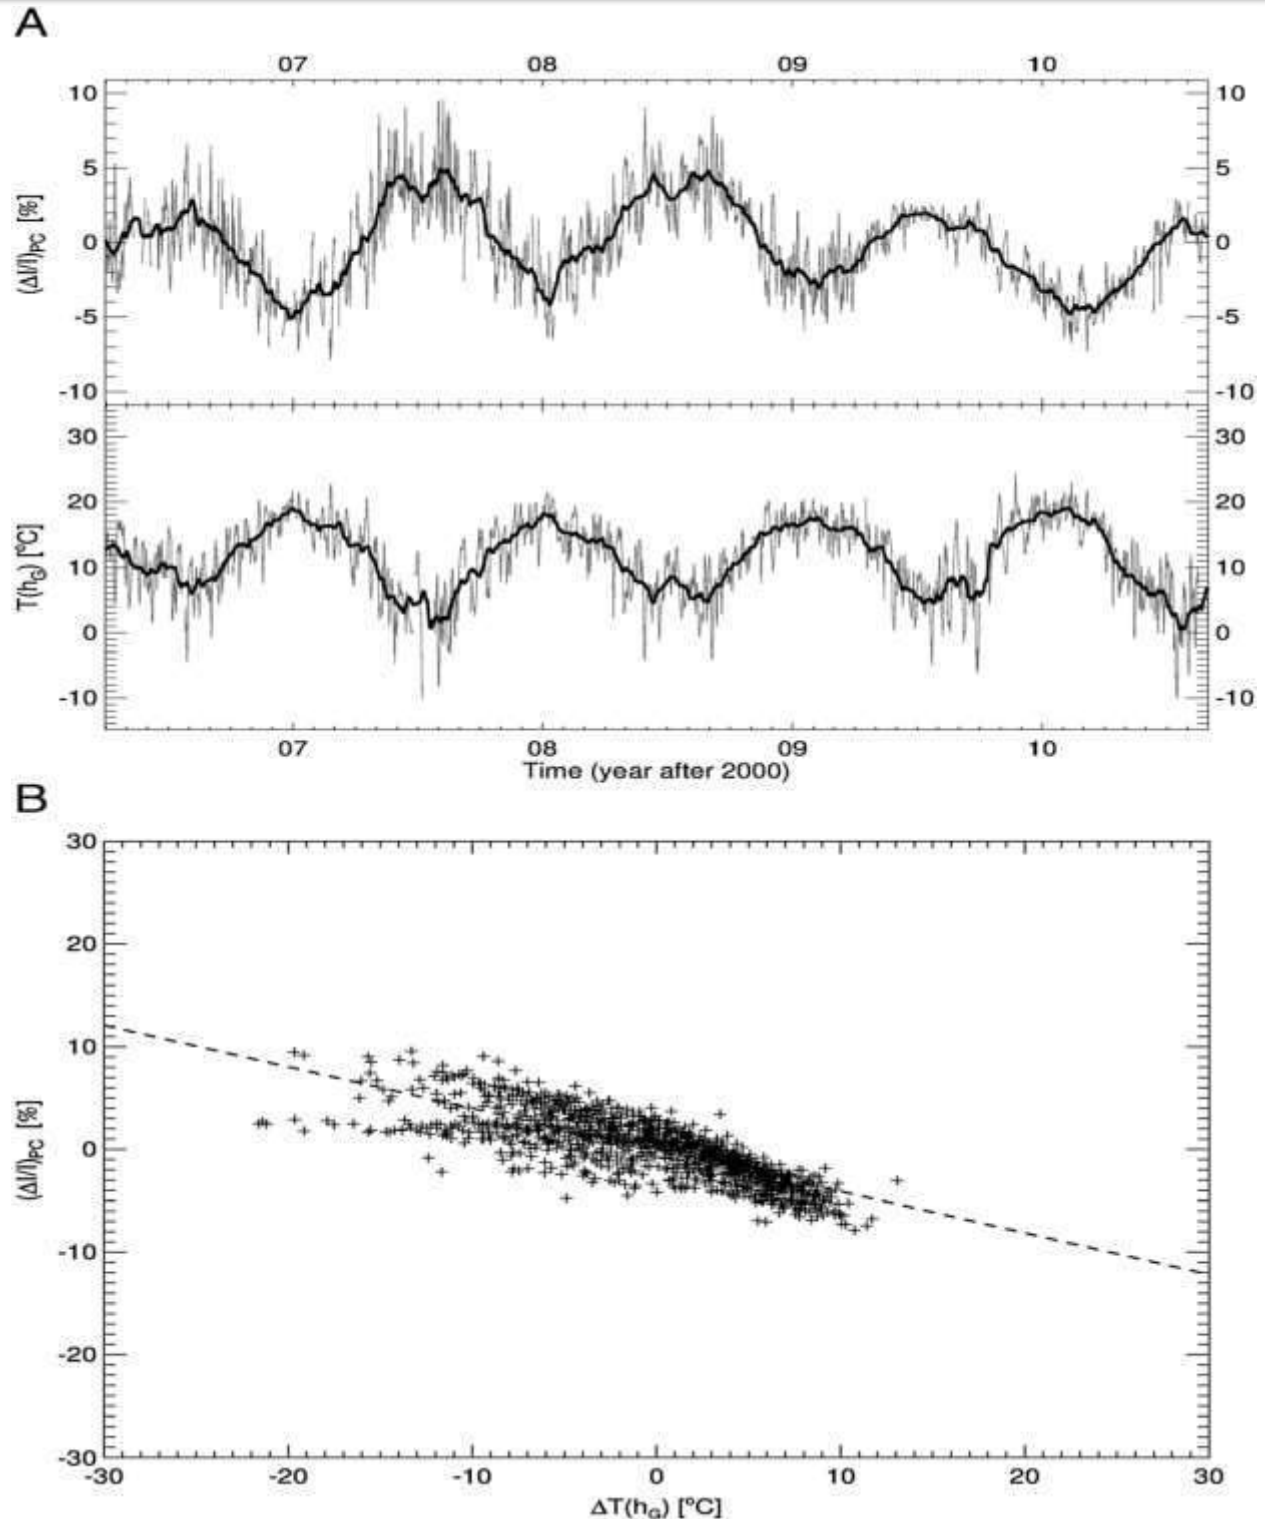 A
07 08 09 10
10 10
5 5
0 0
-5 -5
-10 -10
(ΔI/I)PC [%]
30 30
20 20
10 10
0 0
-10 -10
T(hG) [ºC]
07 08 09 10
Time (year after 2000)
B
30
20
10
0
-10
-20
-30
(ΔI/I)PC [%]
-30 -20 -10 0 10 20 30
ΔT(hG) [ºC]